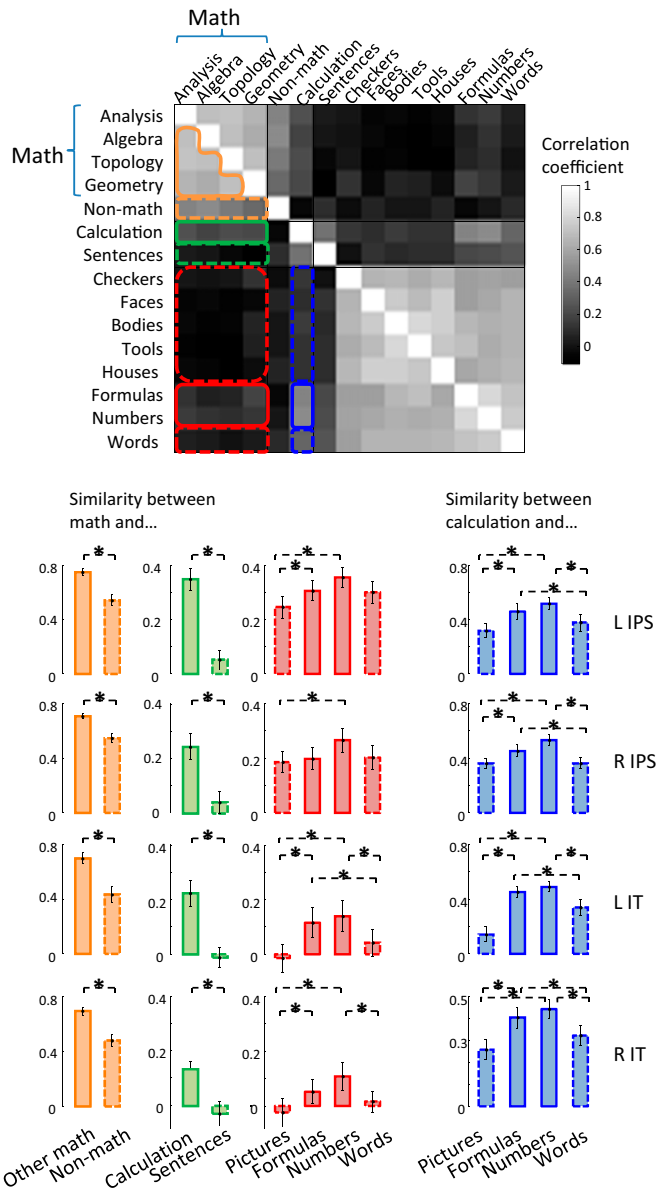 Math
Analysis
Algebra
Topology
Geometry
Non-math
Calculation
Sentences
Checkers
Faces
Bodies
Tools
Houses
Formulas
Numbers
Words
Math
Analysis
Algebra
Topology
Geometry
Non-math
Calculation
Sentences
Checkers
Faces
Bodies
Tools
Houses
Formulas
Numbers
Words
Correlation
coefficient
1
0.8
0.6
0.4
0.2
0
Similarity between
math and...
Similarity between
calculation and...
0.8
0.4
0
*
0.4
0.2
0
*
0.4
0.2
0
*
*
0.8
0.4
0
*
*
*
*
L IPS
0.8
0.4
0
*
0.4
0.2
0
*
0.4
0.2
0
*
0.8
0.4
0
*
*
*
*
R IPS
0.8
0.4
0
*
0.4
0.2
0
*
0.4
0.2
0
*
*
*
*
0.8
0.4
0
*
*
*
*
L IT
0.8
0.4
0
*
0.4
0.2
0
*
0.4
0.2
0
*
*
*
0.5
0.3
0
*
*
*
*
R IT
Other math
Non-math
Calculation
Sentences
Pictures
Formulas
Numbers
Words
Pictures
Formulas
Numbers
Words